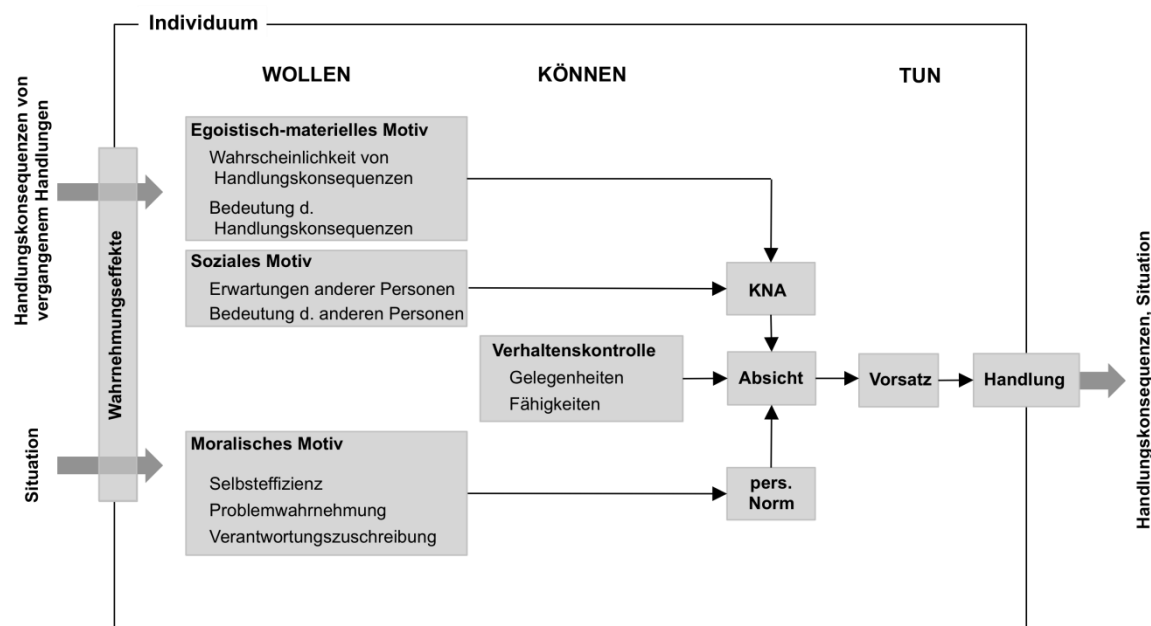 Individuum
WOLLEN
KÖNNEN
TUN
Handlungskonsequenzen von
vergangenem Handlungen
Situation
Wahrnehmungseffekte
Egoistisch-materielles Motiv
Wahrscheinlichkeit von
Handlungskonsequenzen
Bedeutung d.
Handlungskonsequenzen
Soziales Motiv
Erwartungen anderer Personen
Bedeutung d. anderen Personen
Moralisches Motiv
Selbsteffizienz
Problemwahrnehmung
Verantwortungszuschreibung
Verhaltenskontrolle
Gelegenheiten
Fähigkeiten
KNA
Absicht
pers.
Norm
Vorsatz
Handlung
Handlungskonsequenzen, Situation